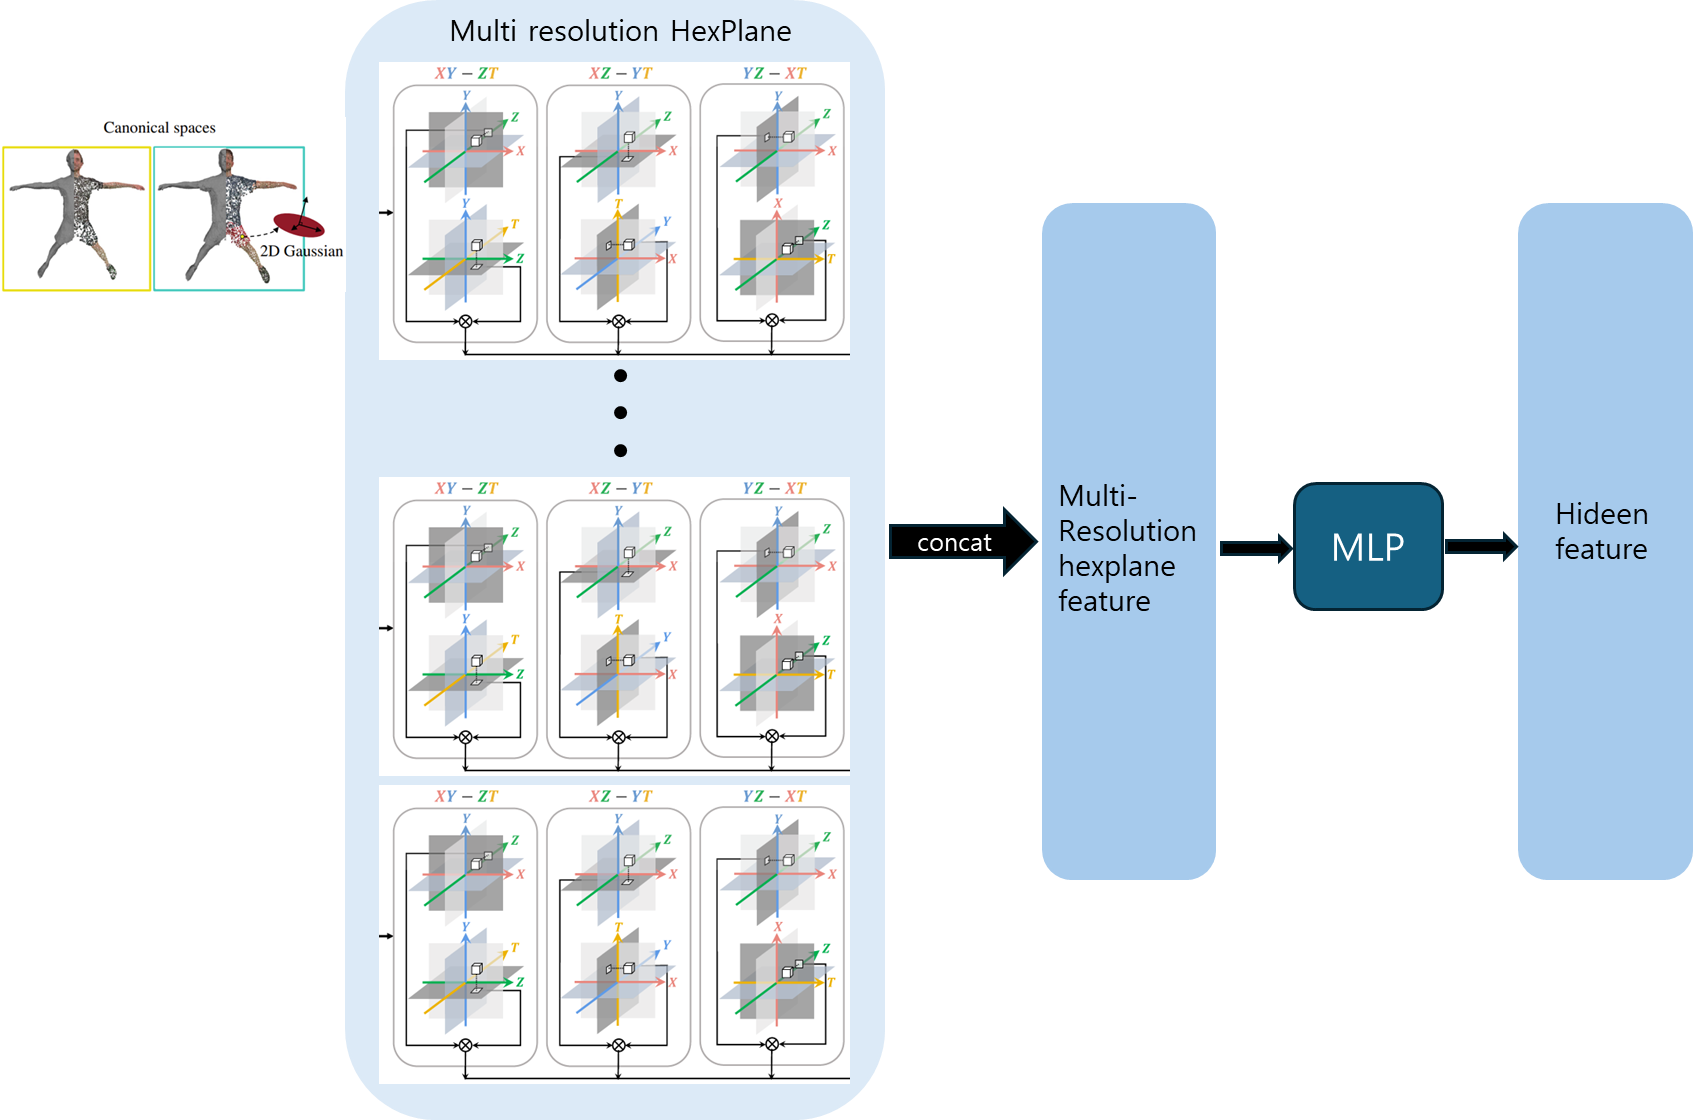 Multi resolution HexPlane
Canonical spaces
2D Gaussian
XY – ZT
XZ – YT
YZ – XT
Y
Z
X
Y
Z
X
Y
Z
X
Y
T
Z
T
Y
X
X
Z
T
XY – ZT
XZ – YT
YZ – XT
Y
Z
X
Y
Z
X
Y
Z
X
Y
T
Z
T
Y
X
X
Z
T
XY – ZT
XZ – YT
YZ – XT
Y
Z
X
Y
Z
X
Y
Z
X
Y
T
Z
T
Y
X
X
Z
T
concat
Multi-
Resolution
hexplane
feature
MLP
Hideen
feature